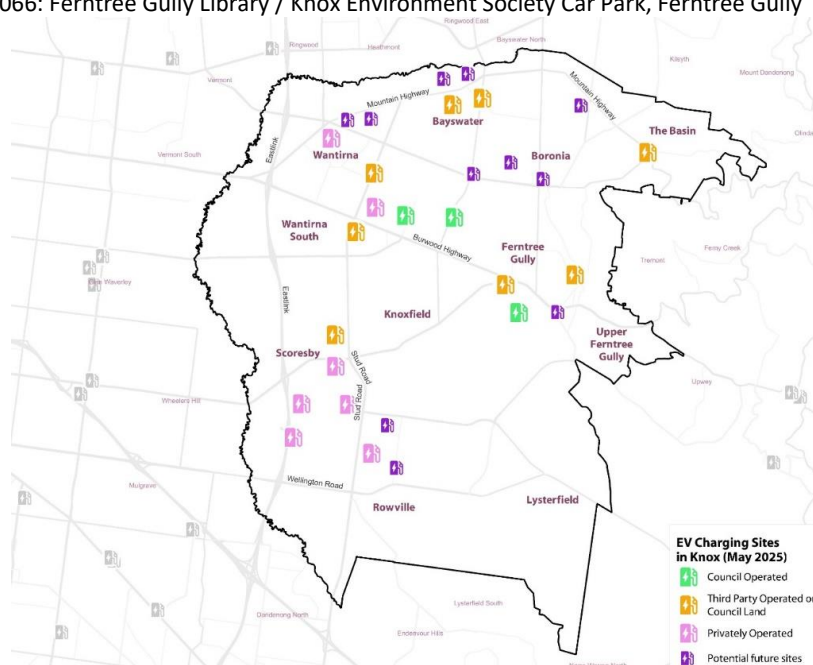 066: Ferntree Gully Library / Knox Environment Society Car Park, Ferntree Gully
Ringwood East
Ringwood
Heathmont
Bayswater North
Vermont
Kilsyth
Mount Dandenong
Mountain Highway
Mountain Highway
Bayswater
The Basin
Vermont South
Eastlink
Wantirna
Boronia
Wantirna
South
Burwood Highway
Ferntree
Gully
Tremont
Ferny Creek
Glen Waverley
Eastlink
Knoxfield
Upper
Ferntree
Gully
Scoresby
Stud Road
Upwey
Wheelers Hill
Stud Road
Wellington Road
Mulgrave
Rowville
Lysterfield
EV Charging Sites
in Knox (May 2025)
Council Operated
Third Party Operated on
Council Land
Privately Operated
Potential future sites
Dandenong North
Lysterfield South
Endeavour Hills